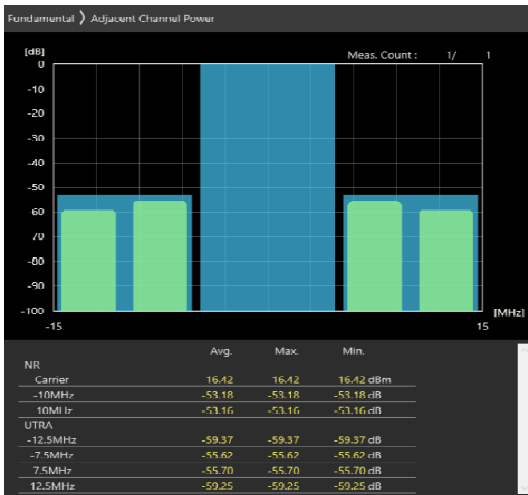 Fundamental ❯ Adjacent Channel Power
[dB]
Meas. Count : 1/ 1
0
-10
-20
-30
-40
-50
60
70
-80
-90
-100
[MHz]
-15 15
Avg. Max. Min.
NR
Carrier 16.42 16.42 16.42 dBm
-10MHz -53.18 -53.18 -53.18 dB
10MHz -53.16 -53.16 -53.16 dB
UTRA
-12.5MHz -59.37 -59.37 -59.37 dB
-7.5MHz -55.62 -55.62 -55.62 dB
7.5MHz -55.70 -55.70 -55.70 dB
12.5MHz -59.25 -59.25 -59.25 dB